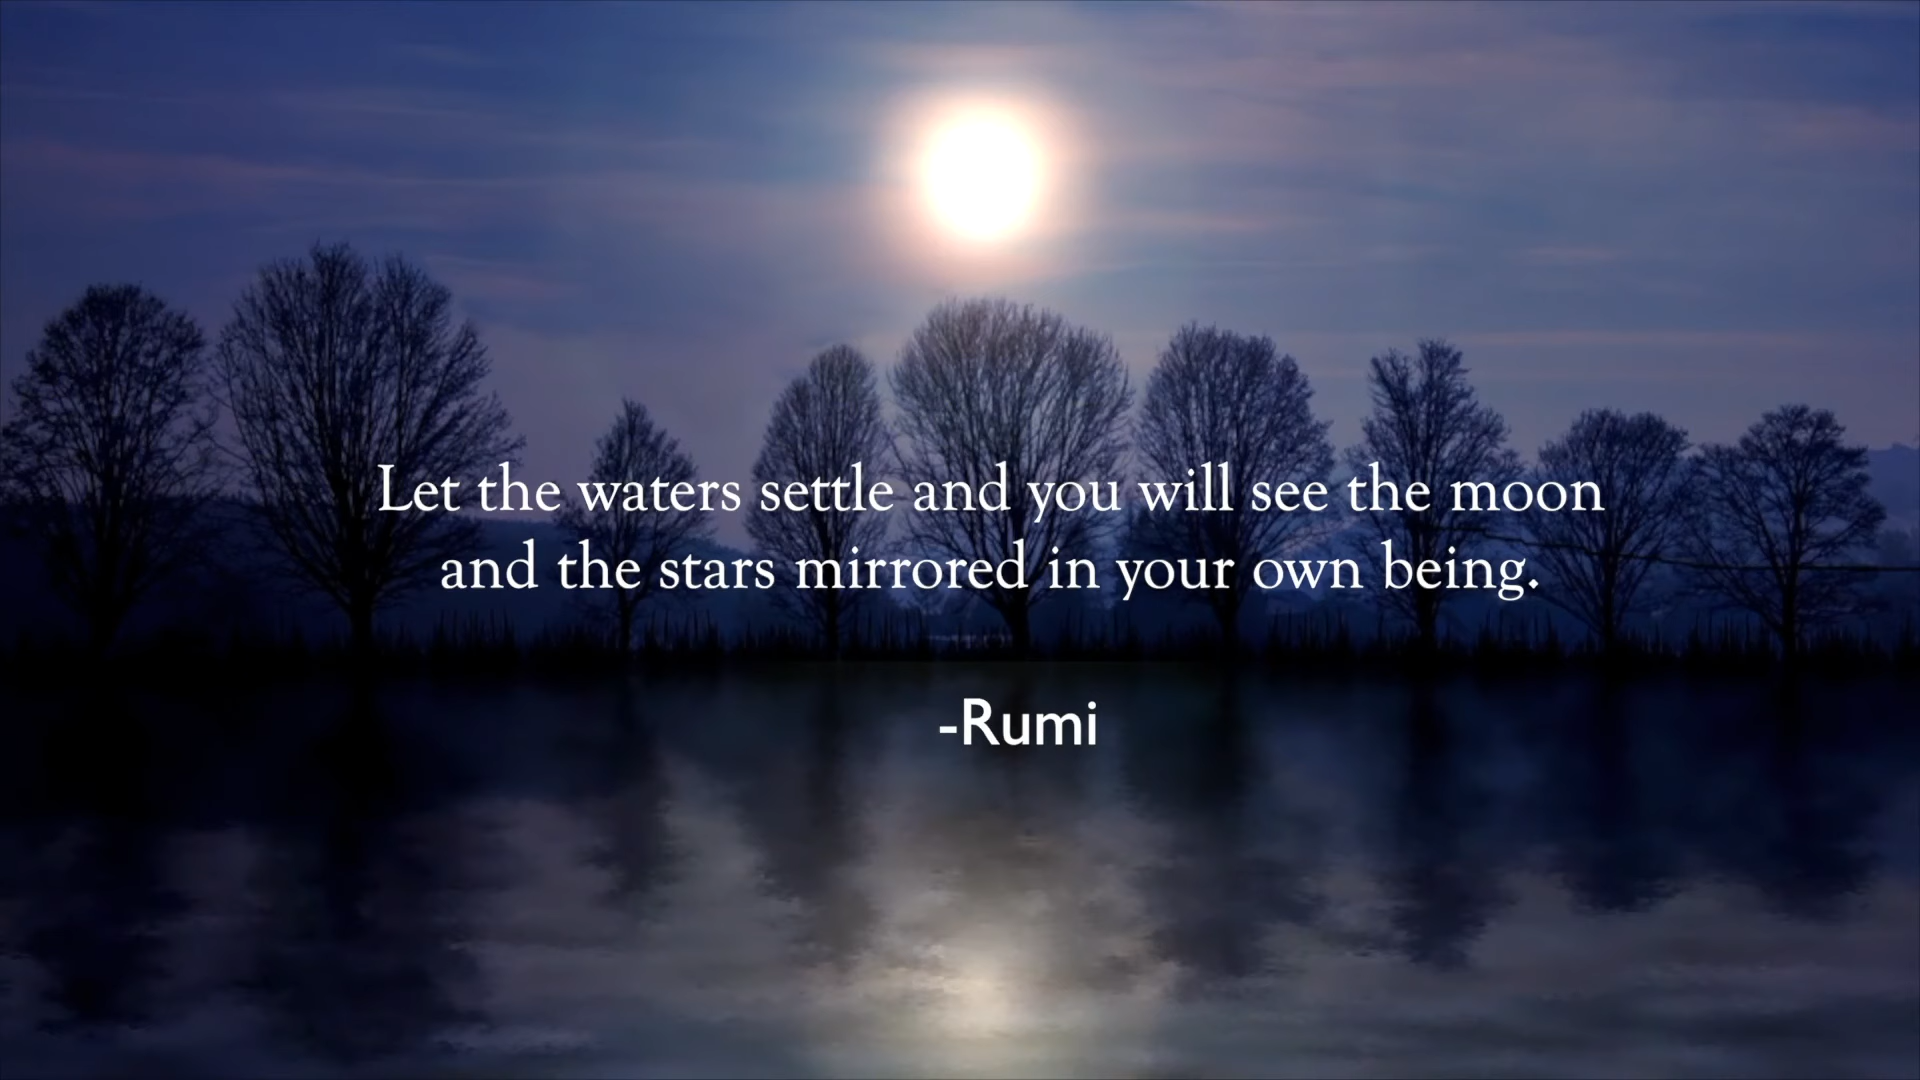 Let the waters settle and you will see the moon
and the stars mirrored in your own being.
-Rumi